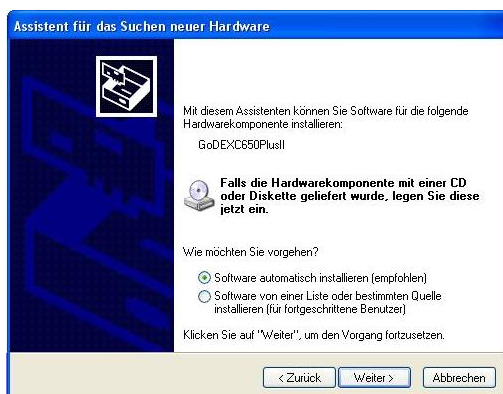 Assistent für das Suchen neuer Hardware
Mit diesem Assistenten können Sie Software für die folgende
Hardwarekomponente installieren:
GoDEXC650PlusII
Falls die Hardwarekomponente mit einer CD
oder Diskette geliefert wurde, legen Sie diese
jetzt ein.
Wie möchten Sie vorgehen?
Software automatisch installieren (empfohlen)
Software von einer Liste oder bestimmten Quelle
installieren (für fortgeschrittene Benutzer)
Klicken Sie auf "Weiter", um den Vorgang fortzusetzen.
< Zurück Weiter > Abbrechen